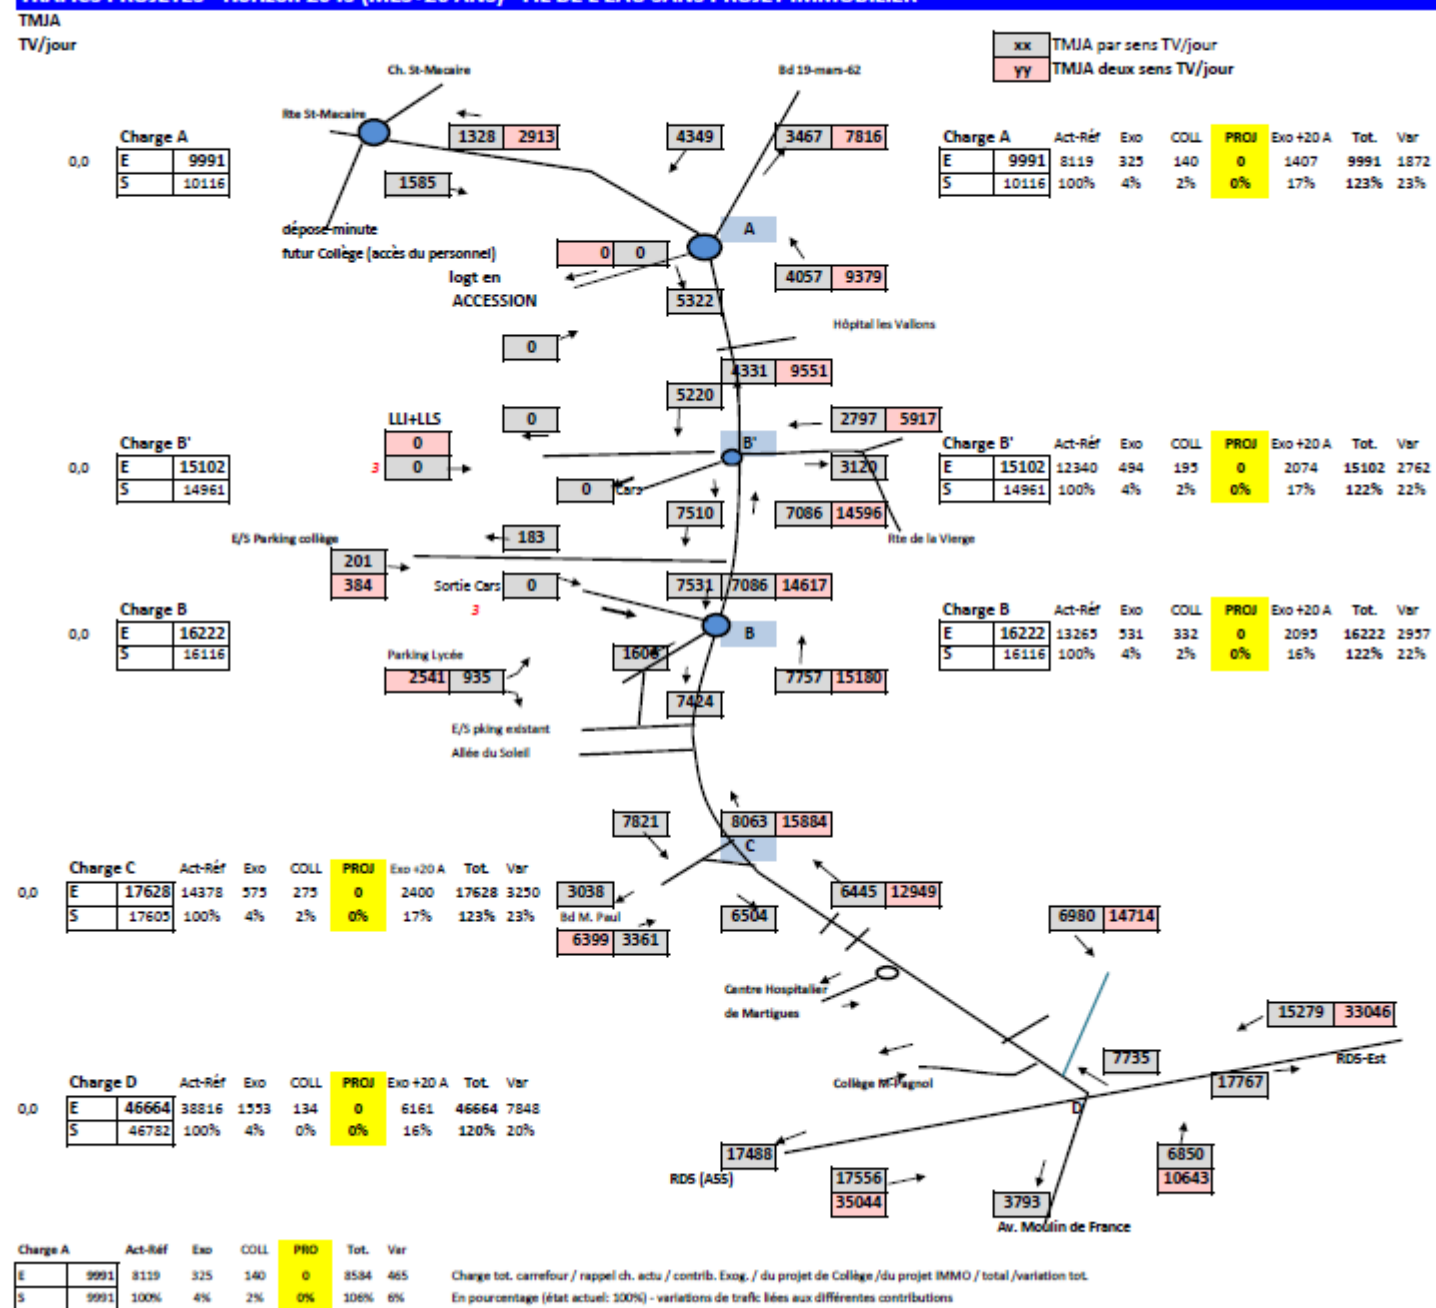 TMJA
TV/jour
xx TMJA par sens TV/jour
yy TMJA deux sens TV/jour
Ch. St-Macaire
Bd 19-mars-62
Rte St-Macaire
1328 2913
4349
3467 7816
Charge A
0,0 E 9991
S 10116
1585
Charge A Act-Réf Exo COLL PROJ Exo +20 A Tot. Var
E 9991 8119 325 140 0 1407 9991 1872
S 10116 100% 4% 2% 0% 17% 123% 23%
dépose-minute
futur Collège (accès du personnel)
A
0 0
logt en
ACCESSION
4057 9379
5322
Hôpital les Vallons
0
4331 9551
5220
LLI+LLS
0
0
2797 5917
3 0
B'
3120
Charge B'
0,0 E 15102
S 14961
Charge B' Act-Réf Exo COLL PROJ Exo +20 A Tot. Var
E 15102 12340 494 195 0 2074 15102 2762
S 14961 100% 4% 2% 0% 17% 122% 22%
0 Cars
7510
7086 14596
Rte de la Vierge
E/S Parking collège
183
201
384
Sortie Cars 0
3
7531 7086 14617
Charge B
0,0 E 16222
S 16116
B
Charge B Act-Réf Exo COLL PROJ Exo +20 A Tot. Var
E 16222 13265 531 332 0 2095 16222 2957
S 16116 100% 4% 2% 0% 16% 122% 22%
Parking Lycée
2541 935
1606
7757 15180
7424
E/S pking existant
Allée du Soleil
7821
8063 15884
C
Charge C Act-Réf Exo COLL PROJ Exo +20 A Tot. Var
0,0 E 17628 14378 575 275 0 2400 17628 3250
S 17605 100% 4% 2% 0% 17% 123% 23%
3038
Bd M. Paul
6399 3361
6504
6445 12949
6980 14714
Centre Hospitalier
de Martigues
15279 33046
RD5-Est
7735
17767
Collège M-Pagnol
D
Charge D Act-Réf Exo COLL PROJ Exo +20 A Tot. Var
0,0 E 46664 38816 1553 134 0 6161 46664 7848
S 46782 100% 4% 0% 0% 16% 120% 20%
17488
RD5 (A55)
17556
35044
3793
6850
10643
Av. Moulin de France
Charge A Act-Réf Exo COLL PRO Tot. Var
E 9991 8119 325 140 0 8584 465 Charge tot. carrefour / rappel ch. actu / contrib. Exog. / du projet de Collège /du projet IMMO / total /variation tot.
S 9991 100% 4% 2% 0% 106% 6% En pourcentage (état actuel: 100%) - variations de trafic liées aux différentes contributions